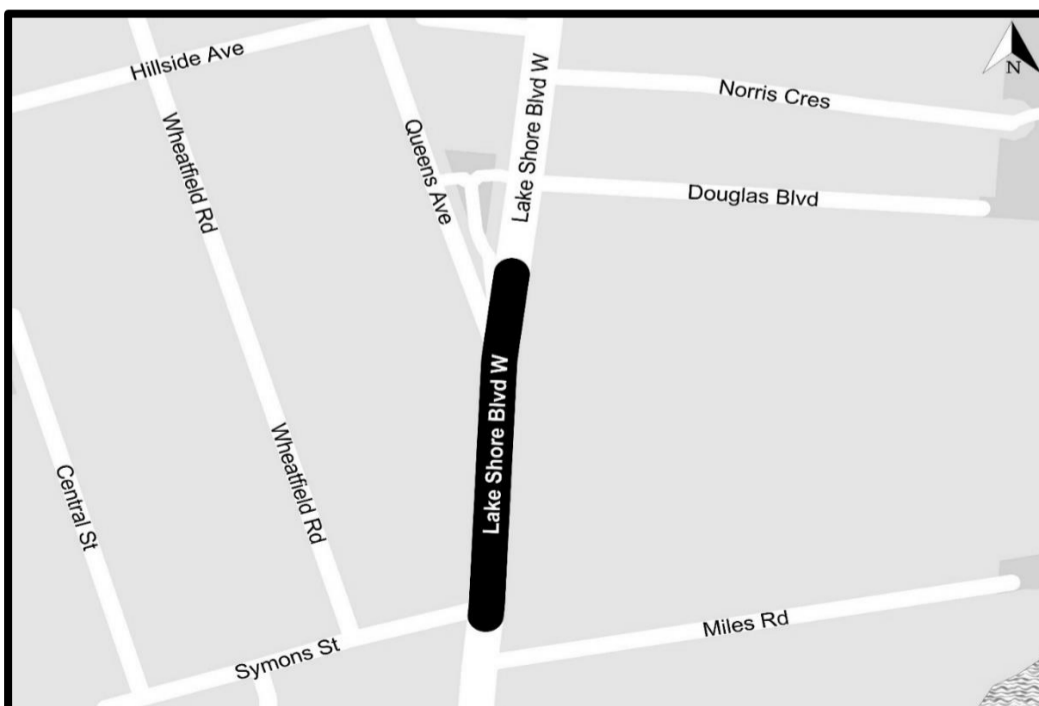 Hillside Ave
Lake Shore Blvd W
N
Norris Cres
Wheatfield Rd
Queens Ave
Douglas Blvd
Lake Shore Blvd W
Wheatfield Rd
Central St
Miles Rd
Symons St